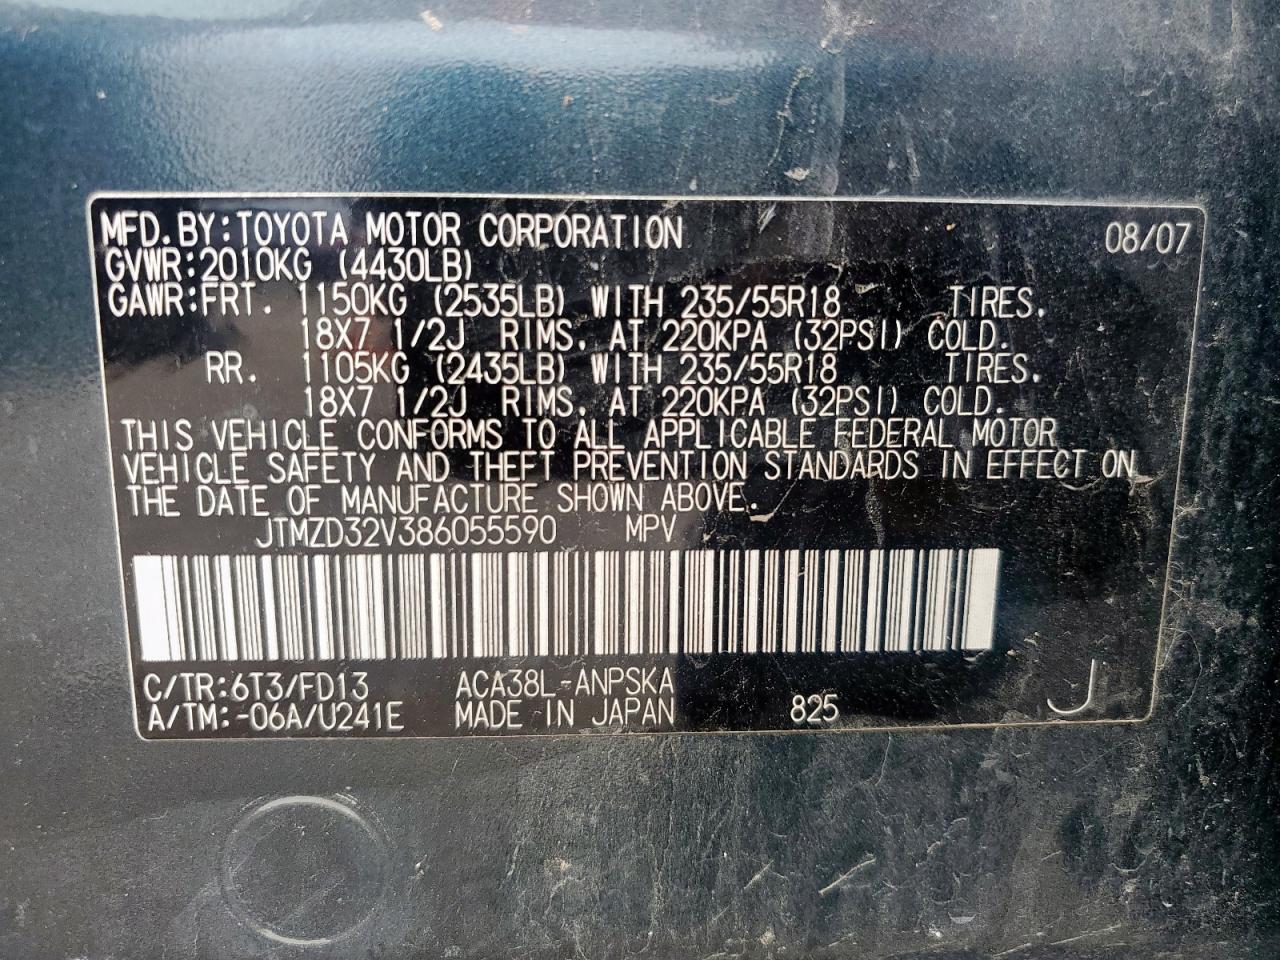 MFD.BY:TOYOTA MOTOR CORPORATION 08/07
GVWR:2010KG (4430LB)
GAWR:FRT. 1150KG (2535LB) WITH 235/55R18 TIRES.
18X7 1/2J RIMS. AT 220KPA (32PSI) COLD.
RR. 1105KG (2435LB) WITH 235/55R18 TIRES.
18X7 1/2J RIMS. AT 220KPA (32PSI) COLD.
THIS VEHICLE CONFORMS TO ALL APPLICABLE FEDERAL MOTOR
VEHICLE SAFETY AND THEFT PREVENTION STANDARDS IN EFFECT ON
THE DATE OF MANUFACTURE SHOWN ABOVE.
JTMZD32V386055590 MPV
C/TR:6T3/FD13 ACA38L-ANPSKA
A/TM:-06A/U241E MADE IN JAPAN 825 J